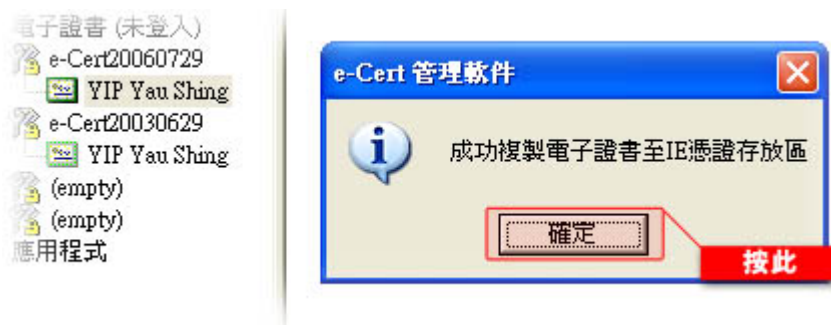 電子證書 (未登入)
e-Cert20060729
YIP Yau Shing
e-Cert20030629
YIP Yau Shing
(empty)
(empty)
應用程式
e-Cert 管理軟件
成功複製電子證書至IE憑證存放區
確定
按此